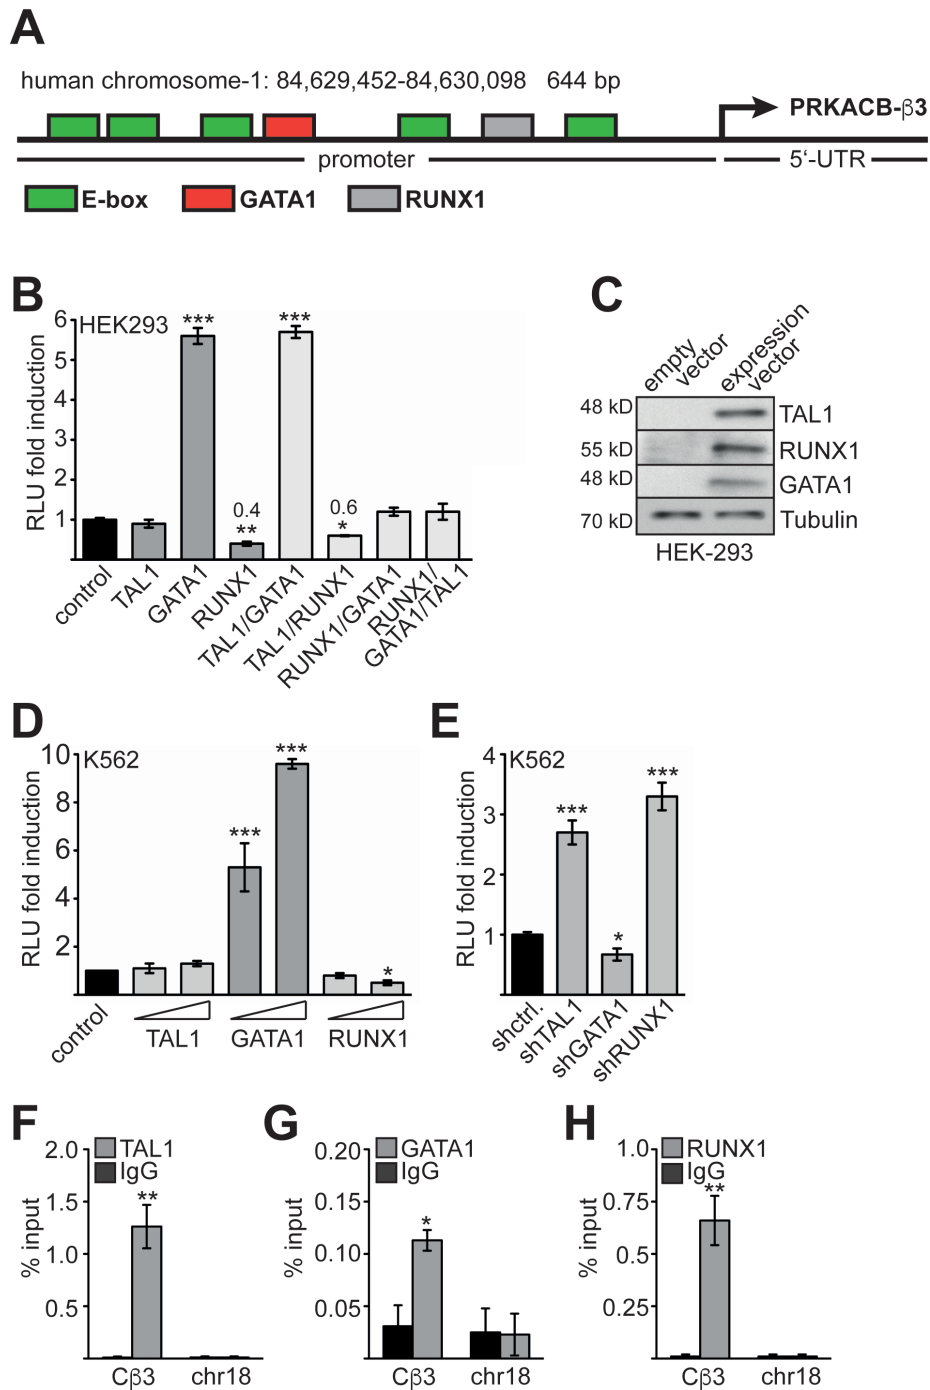 A
human chromosome-1: 84,629,452-84,630,098 644 bp
PRKACB-β3
promoter
5‘-UTR
E-box
GATA1
RUNX1
B
HEK293
RLU fold induction
6
5
4
3
2
1
***
0.4
**
***
0.6
*
control
TAL1
GATA1
RUNX1
TAL1/GATA1
TAL1/RUNX1
RUNX1/GATA1
RUNX1/
GATA1/TAL1
C
empty
vector
expression
vector
48 kD
TAL1
55 kD
RUNX1
48 kD
GATA1
70 kD
Tubulin
HEK-293
D
K562
RLU fold induction
10
8
6
4
2
***
***
*
control
TAL1
GATA1
RUNX1
E
K562
RLU fold induction
4
3
2
1
***
*
***
shctrl.
shTAL1
shGATA1
shRUNX1
F
TAL1
IgG
% input
2.0
1.5
1.0
0.5
**
Cβ3
chr18
G
GATA1
IgG
% input
0.20
0.15
0.10
0.05
*
Cβ3
chr18
H
RUNX1
IgG
% input
1.0
0.75
0.5
0.25
**
Cβ3
chr18